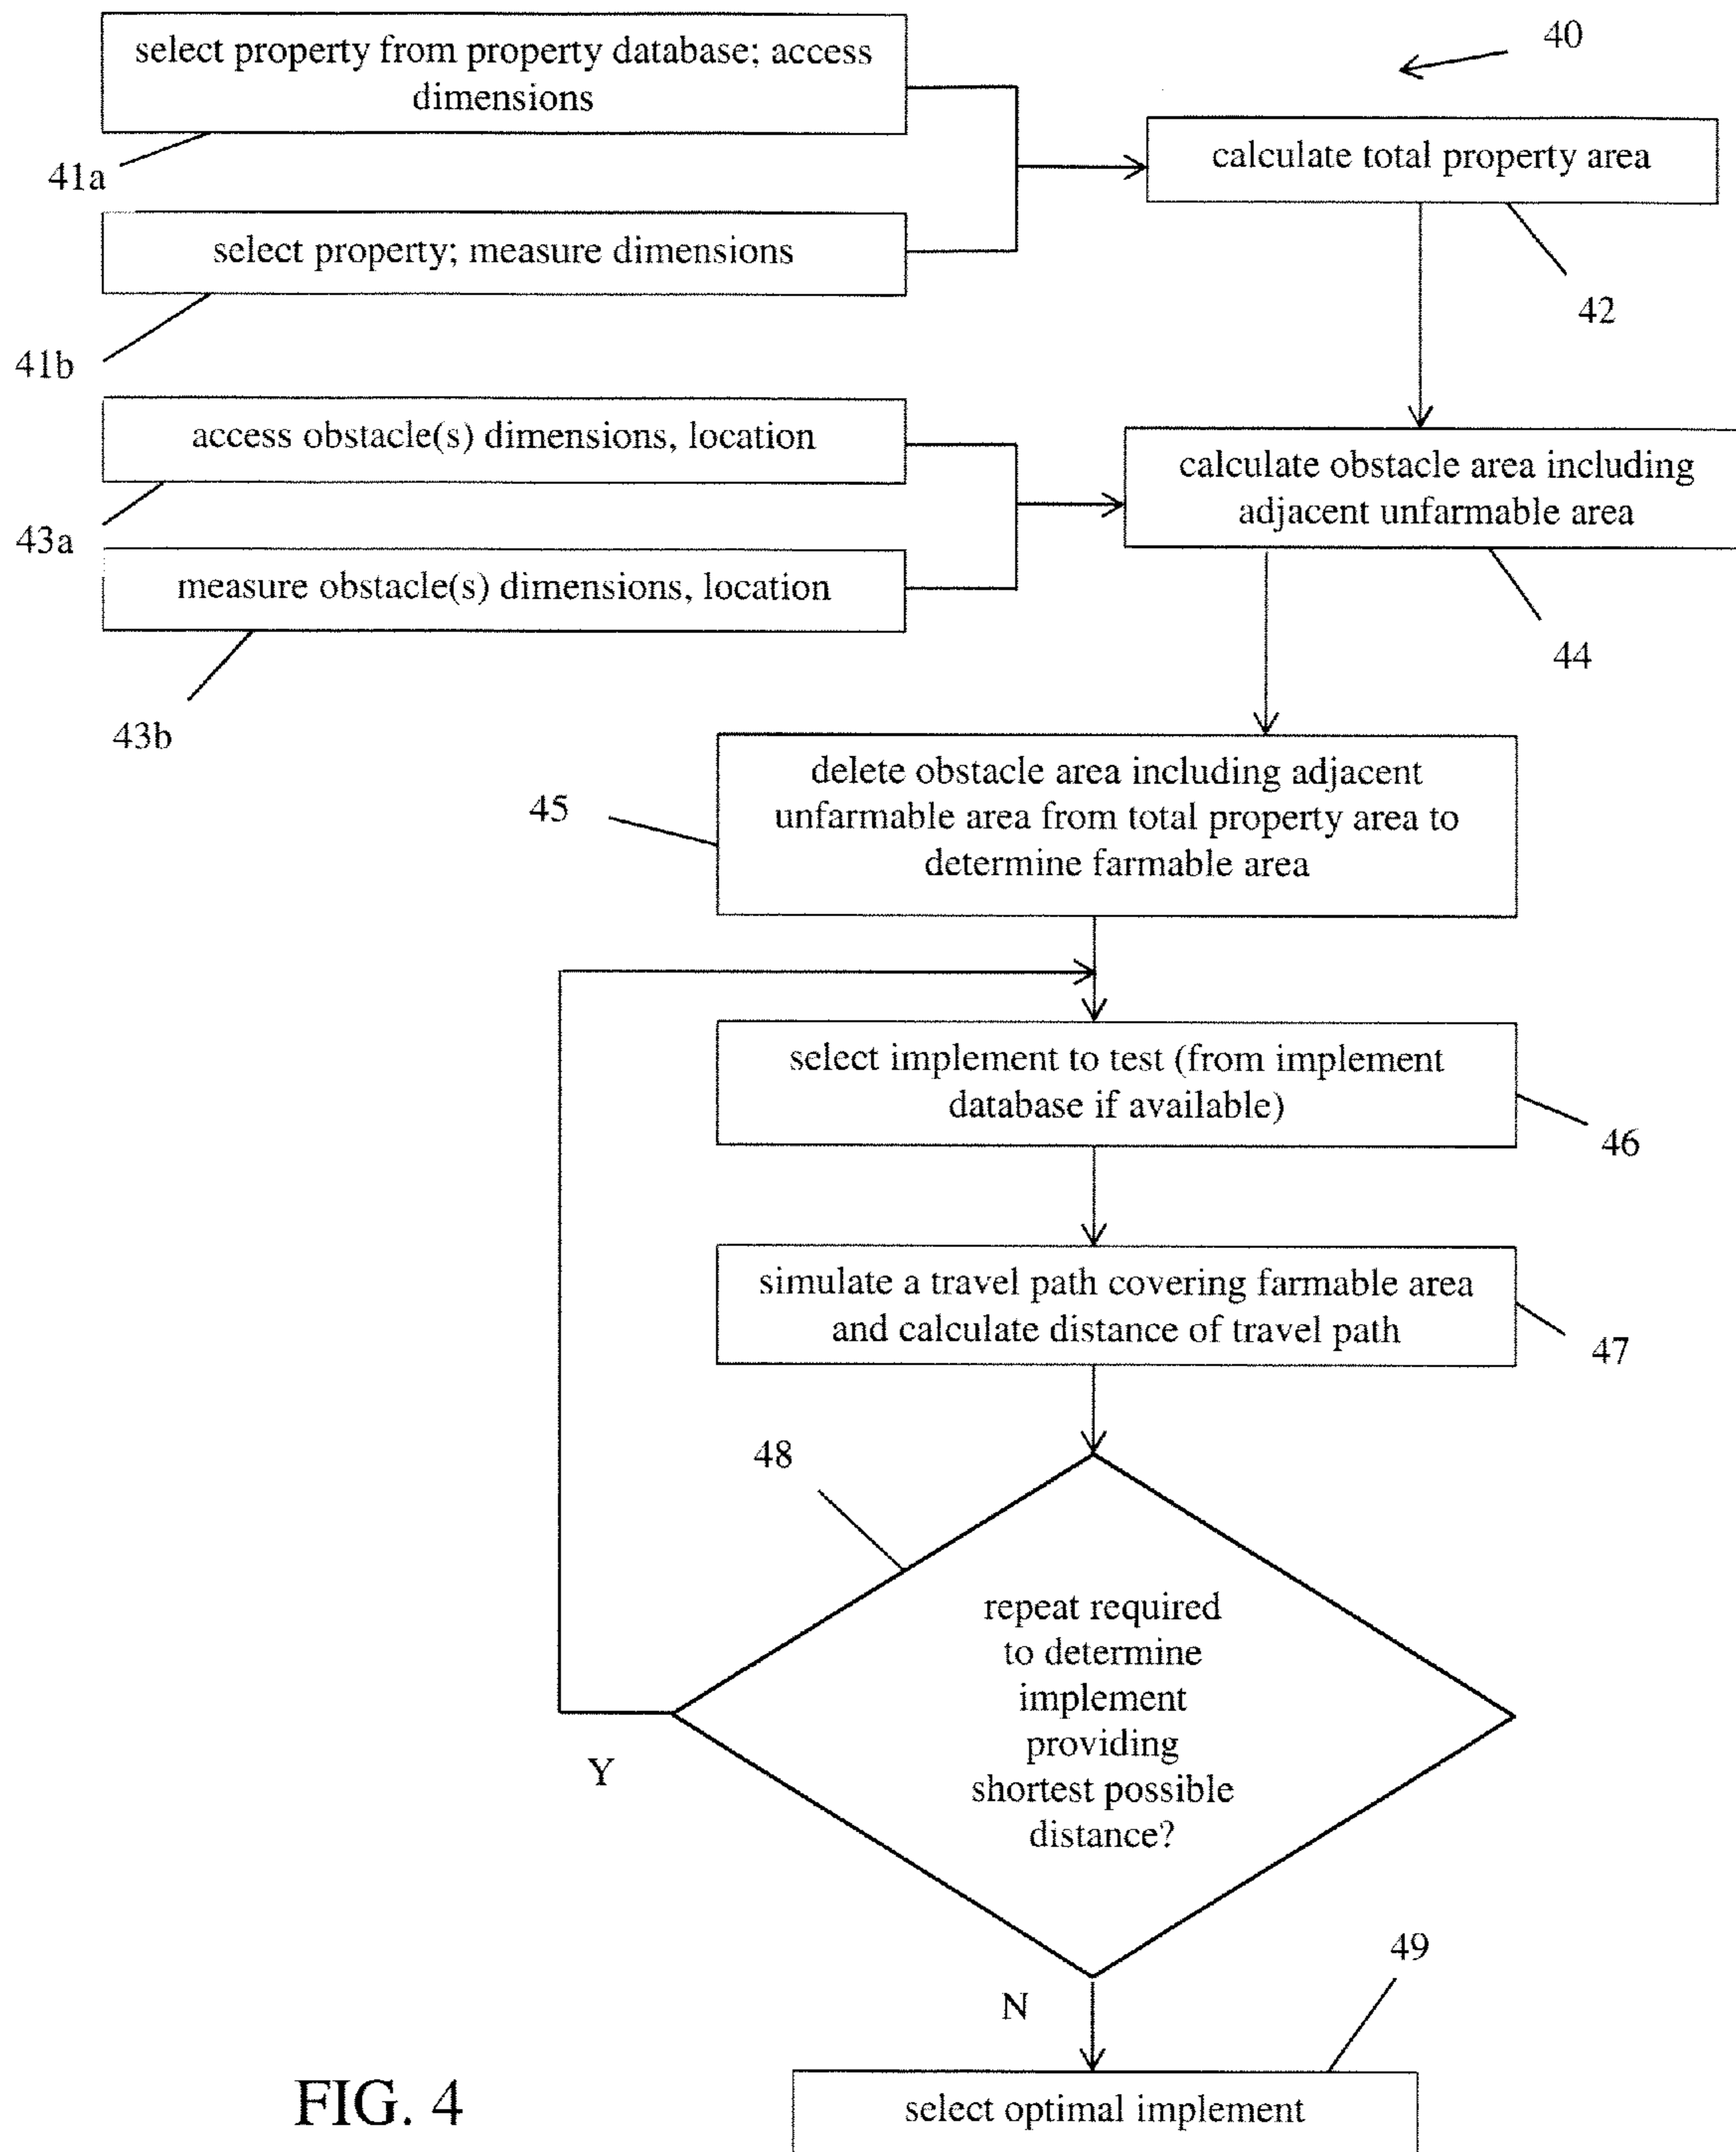 select property from property database; access
dimensions
40
calculate total property area
41a
select property; measure dimensions
42
41b
access obstacle(s) dimensions, location
calculate obstacle area including
adjacent unfarmable area
43a
measure obstacle(s) dimensions, location
44
43b
delete obstacle area including adjacent
unfarmable area from total property area to
determine farmable area
45
select implement to test (from implement
database if available)
46
simulate a travel path covering farmable area
and calculate distance of travel path
47
48
repeat required
to determine
implement
providing
shortest possible
distance?
Y
49
N
select optimal implement
FIG. 4